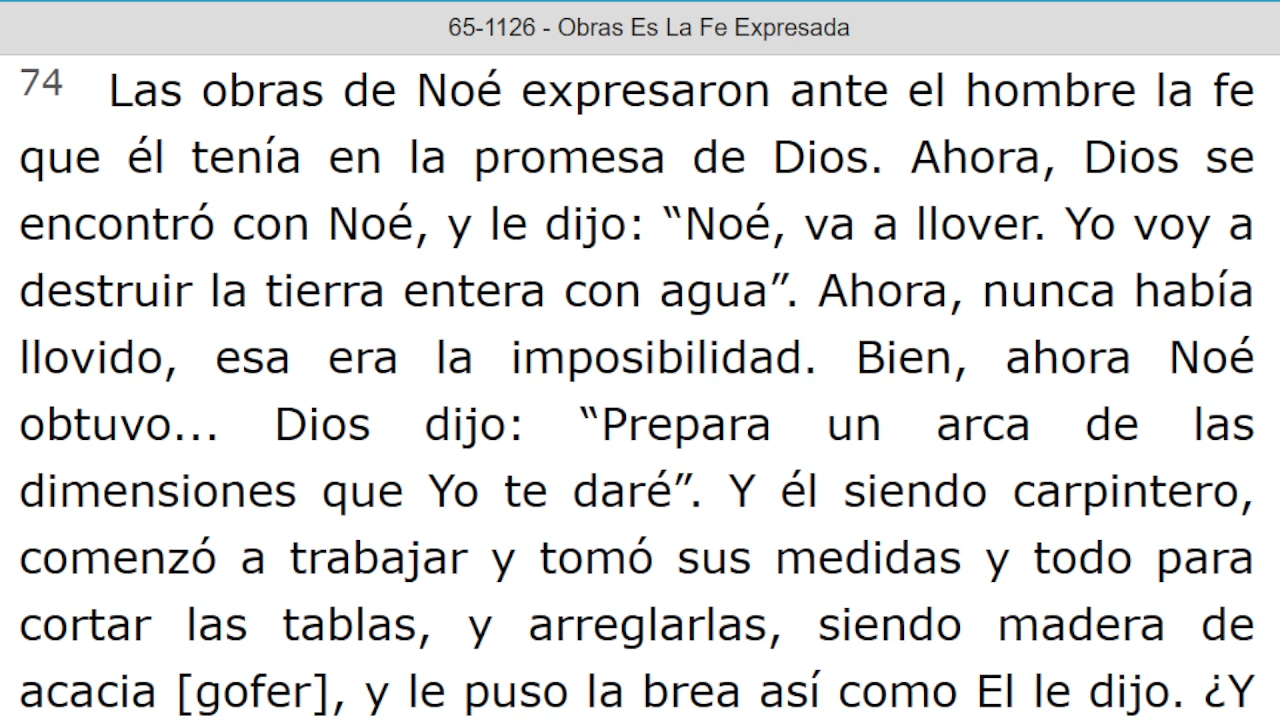 65-1126 - Obras Es La Fe Expresada
74 Las obras de Noé expresaron ante el hombre la fe
que él tenía en la promesa de Dios. Ahora, Dios se
encontró con Noé, y le dijo: “Noé, va a llover. Yo voy a
destruir la tierra entera con agua”. Ahora, nunca había
llovido, esa era la imposibilidad. Bien, ahora Noé
obtuvo... Dios dijo: “Prepara un arca de las
dimensiones que Yo te daré”. Y él siendo carpintero,
comenzó a trabajar y tomó sus medidas y todo para
cortar las tablas, y arreglarlas, siendo madera de
acacia [gofer], y le puso la brea así como El le dijo. ¿Y